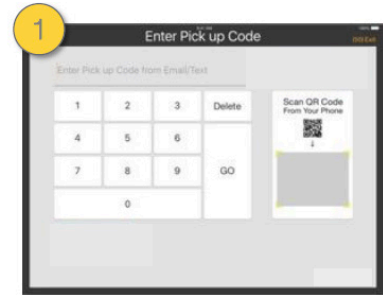 1
Enter Pick up Code
Enter Pick up Code from Email/Text
1 2 3 Delete
4 5 6
7 8 9 GO
0
Scan QR Code
From Your Phone